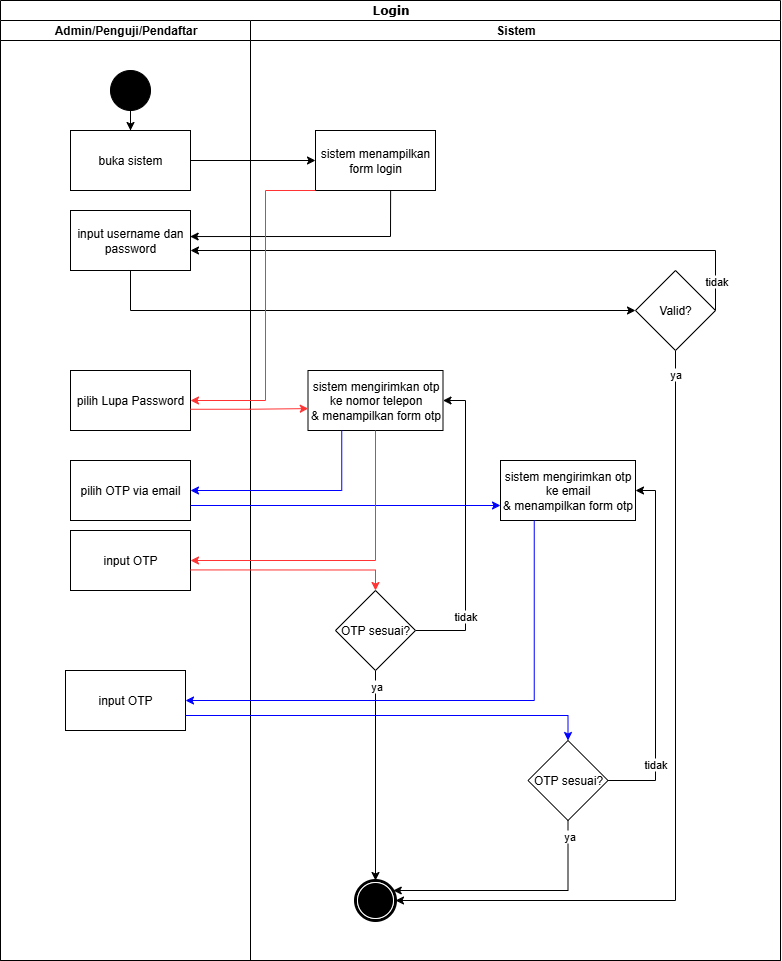 Login
Admin/Penguji/Pendaftar
Sistem
buka sistem
sistem menampilkan
form login
input username dan
password
tidak
Valid?
ya
pilih Lupa Password
sistem mengirimkan otp
ke nomor telepon
& menampilkan form otp
pilih OTP via email
sistem mengirimkan otp
ke email
& menampilkan form otp
input OTP
OTP sesuai?
tidak
ya
input OTP
OTP sesuai?
tidak
ya